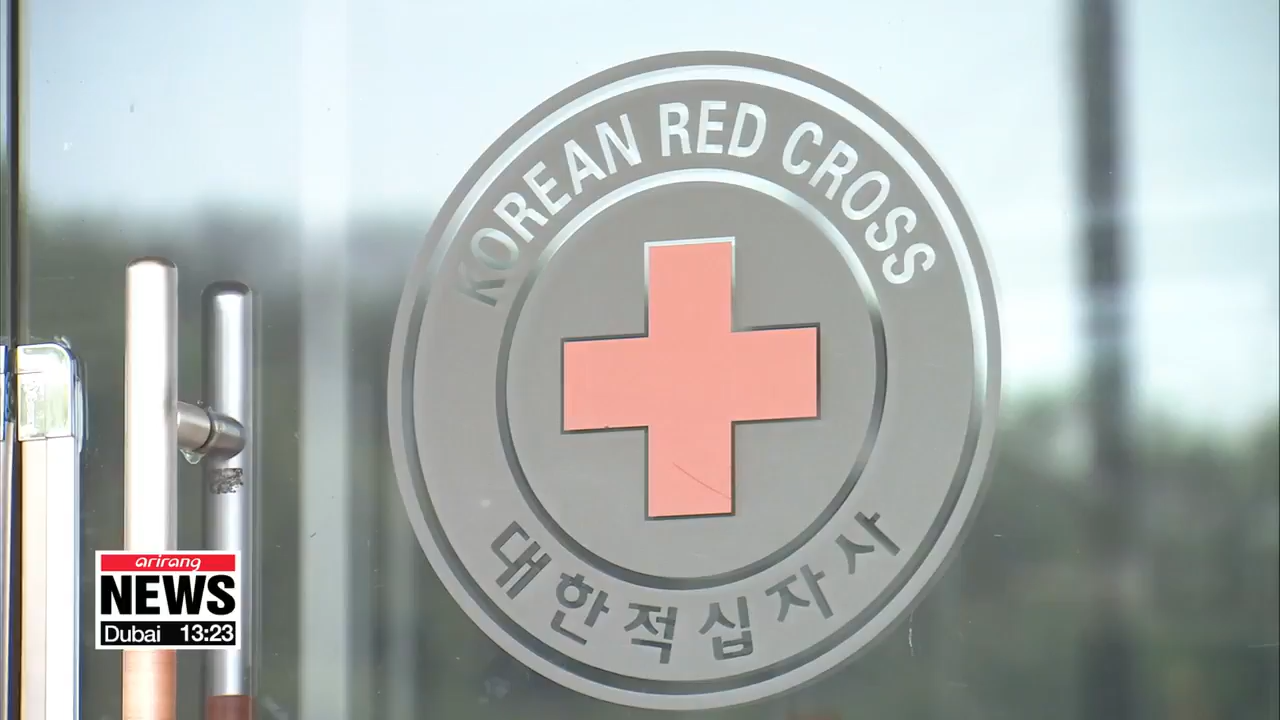 KOREAN RED CROSS
대한적십자사
arirang
NEWS
Dubai 13:23